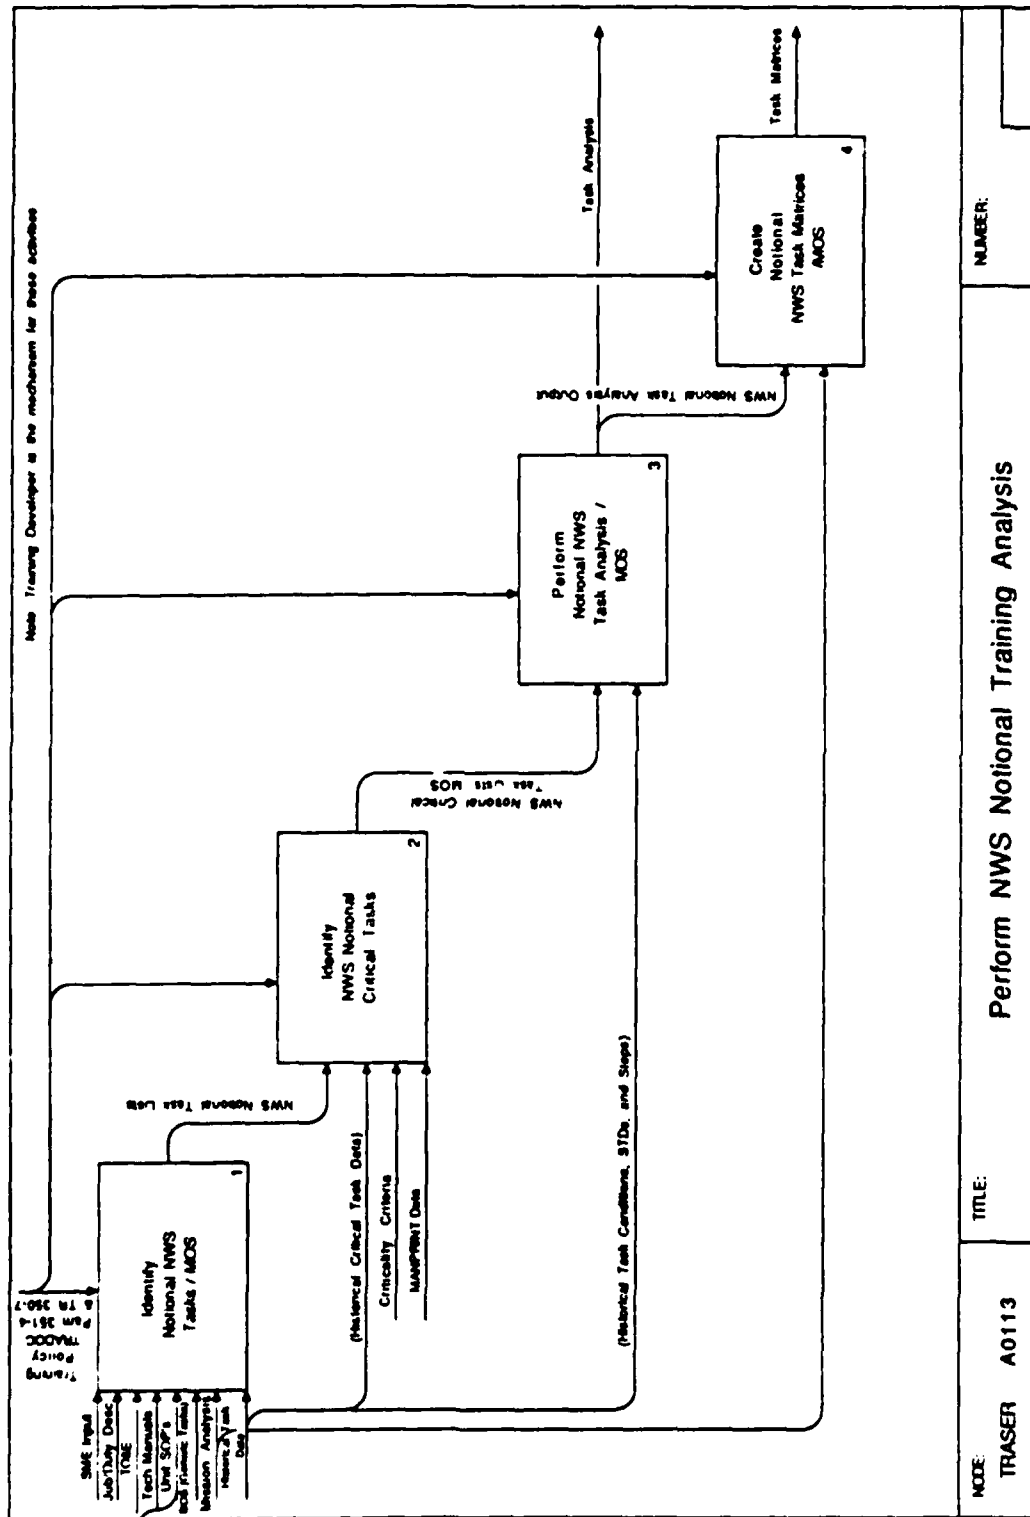 Note Training Developer is the mechanism for these activities
Training
Policy
TRADOC
Pam 351-4
& TR 350-7
SME Input
Job/Duty Desc
TO&E
Tech Manuals
Unit SOP's
(Generic Tasks)
Mission Analysis
Historical Task
Data
Identify
Notional NWS
Tasks / MOS
1
NWS Notional Task Lists
(Historical Critical Task Data)
Criticality Criteria
MANPRINT Data
Identify
NWS Notional
Critical Tasks
2
NWS Notional Critical
Task Lists MOS
(Historical Task Conditions, STDs, and Steps)
Perform
Notional NWS
Task Analysis /
MOS
3
NWS Notional Task Analysis Output
Task Analysis
Create
Notional
NWS Task Matrices
/MOS
4
Task Matrices
NODE:
TRASER A0113
TITLE:
Perform NWS Notional Training Analysis
NUMBER: